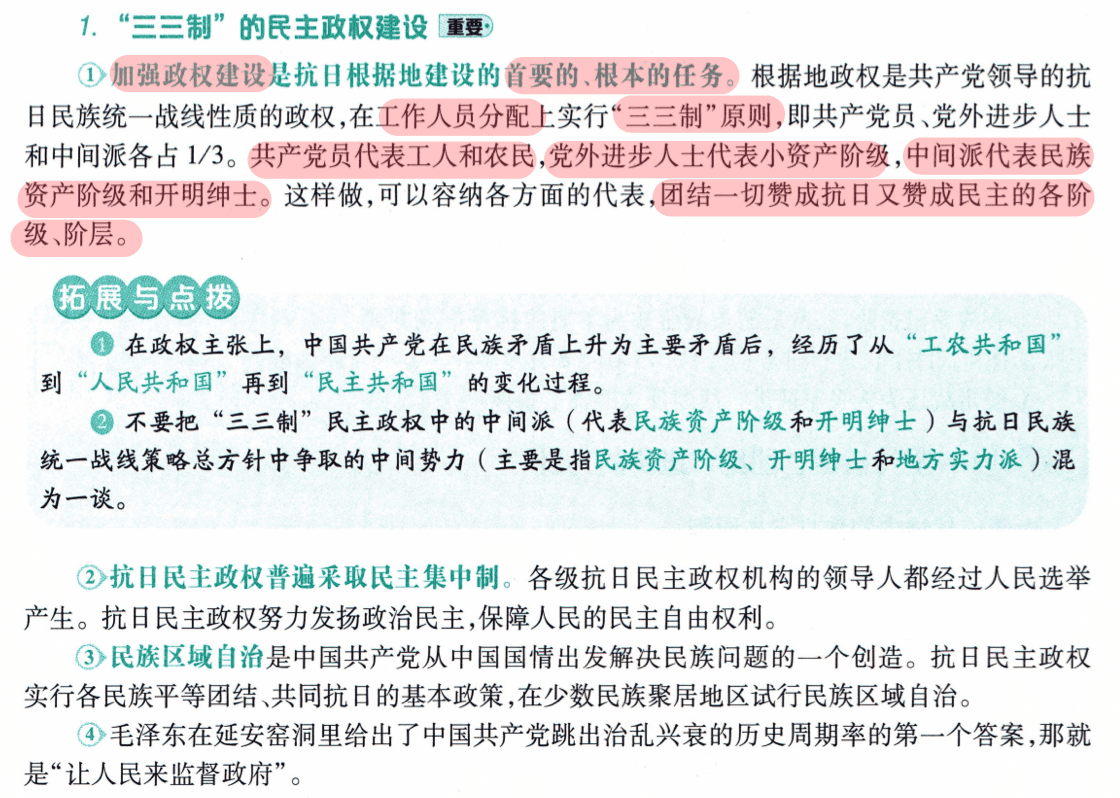 1. “三三制”的民主政权建设 重要
①加强政权建设是抗日根据地建设的首要的、根本的任务。根据地政权是共产党领导的抗
日民族统一战线性质的政权,在工作人员分配上实行“三三制”原则,即共产党员、党外进步人士
和中间派各占1/3。共产党员代表工人和农民,党外进步人士代表小资产阶级,中间派代表民族
资产阶级和开明绅士。这样做,可以容纳各方面的代表,团结一切赞成抗日又赞成民主的各阶
级、阶层。
拓展与点拨
❶ 在政权主张上，中国共产党在民族矛盾上升为主要矛盾后，经历了从“工农共和国”
到“人民共和国”再到“民主共和国”的变化过程。
❷ 不要把“三三制”民主政权中的中间派（代表民族资产阶级和开明绅士）与抗日民族
统一战线策略总方针中争取的中间势力（主要是指民族资产阶级、开明绅士和地方实力派）混
为一谈。
②抗日民主政权普遍采取民主集中制。各级抗日民主政权机构的领导人都经过人民选举
产生。抗日民主政权努力发扬政治民主,保障人民的民主自由权利。
③民族区域自治是中国共产党从中国国情出发解决民族问题的一个创造。抗日民主政权
实行各民族平等团结、共同抗日的基本政策,在少数民族聚居地区试行民族区域自治。
④毛泽东在延安窑洞里给出了中国共产党跳出治乱兴衰的历史周期率的第一个答案,那就
是“让人民来监督政府”。